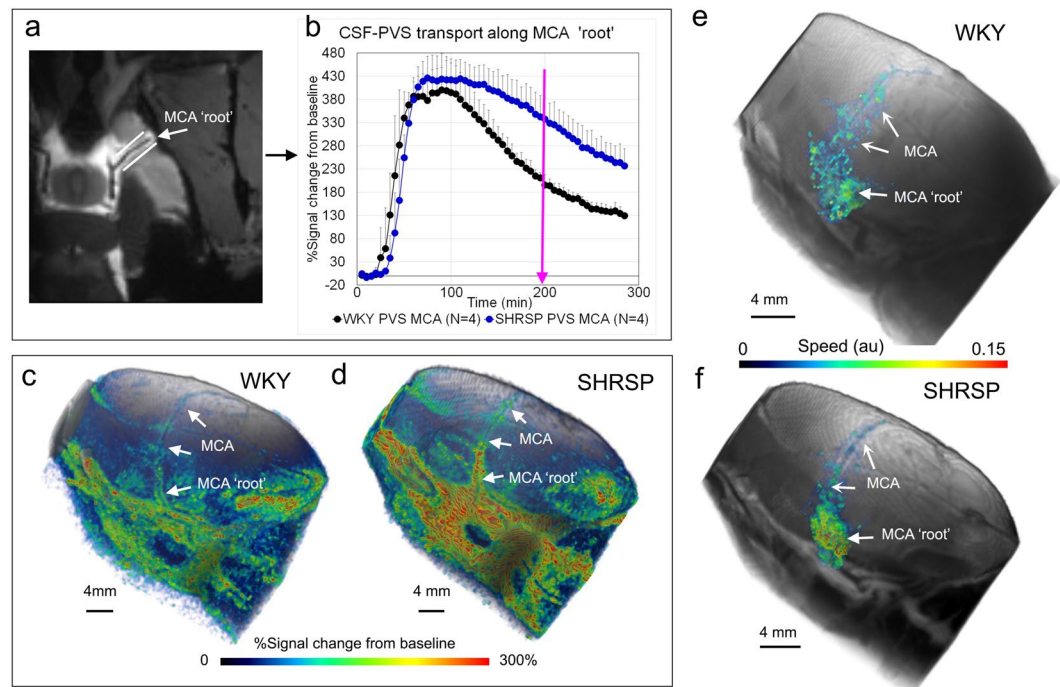 a
MCA 'root'
b
CSF-PVS transport along MCA 'root'
%Signal change from baseline
480
430
380
330
280
230
180
130
80
30
-20
0
100
200
300
Time (min)
WKY PVS MCA (N=4)
SHRSP PVS MCA (N=4)
c
WKY
MCA
MCA 'root'
4mm
d
SHRSP
MCA
MCA 'root'
4mm
%Signal change from baseline
0
300%
e
WKY
MCA
MCA 'root'
4 mm
Speed (au)
0
0.15
f
SHRSP
MCA
MCA 'root'
4 mm